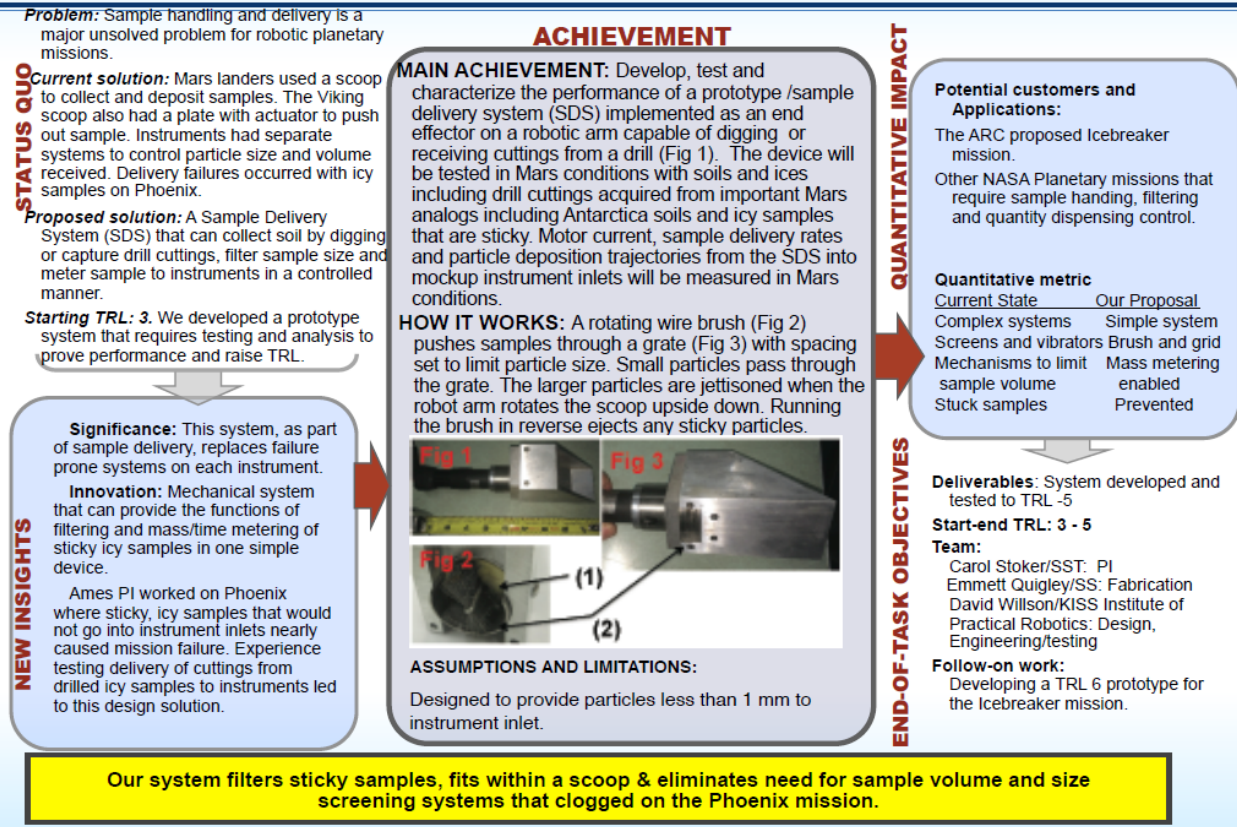 STATUS QUO
Problem: Sample handling and delivery is a
major unsolved problem for robotic planetary
missions.
Current solution: Mars landers used a scoop
to collect and deposit samples. The Viking
scoop also had a plate with actuator to push
out sample. Instruments had separate
systems to control particle size and volume
received. Delivery failures occurred with icy
samples on Phoenix.
Proposed solution: A Sample Delivery
System (SDS) that can collect soil by digging
or capture drill cuttings, filter sample size and
meter sample to instruments in a controlled
manner.
Starting TRL: 3. We developed a prototype
system that requires testing and analysis to
prove performance and raise TRL.
NEW INSIGHTS
Significance: This system, as part
of sample delivery, replaces failure
prone systems on each instrument.
Innovation: Mechanical system
that can provide the functions of
filtering and mass/time metering of
sticky icy samples in one simple
device.
Ames PI worked on Phoenix
where sticky, icy samples that would
not go into instrument inlets nearly
caused mission failure. Experience
testing delivery of cuttings from
drilled icy samples to instruments led
to this design solution.
ACHIEVEMENT
MAIN ACHIEVEMENT: Develop, test and
characterize the performance of a prototype /sample
delivery system (SDS) implemented as an end
effector on a robotic arm capable of digging or
receiving cuttings from a drill (Fig 1). The device will
be tested in Mars conditions with soils and ices
including drill cuttings acquired from important Mars
analogs including Antarctica soils and icy samples
that are sticky. Motor current, sample delivery rates
and particle deposition trajectories from the SDS into
mockup instrument inlets will be measured in Mars
conditions.
HOW IT WORKS: A rotating wire brush (Fig 2)
pushes samples through a grate (Fig 3) with spacing
set to limit particle size. Small particles pass through
the grate. The larger particles are jettisoned when the
robot arm rotates the scoop upside down. Running
the brush in reverse ejects any sticky particles.
Fig 1
Fig 3
Fig 2
(1)
(2)
ASSUMPTIONS AND LIMITATIONS:
Designed to provide particles less than 1 mm to
instrument inlet.
QUANTITATIVE IMPACT
Potential customers and
Applications:
The ARC proposed Icebreaker
mission.
Other NASA Planetary missions that
require sample handing, filtering
and quantity dispensing control.
Quantitative metric
Current State Our Proposal
Complex systems Simple system
Screens and vibrators Brush and grid
Mechanisms to limit Mass metering
sample volume enabled
Stuck samples Prevented
END-OF-TASK OBJECTIVES
Deliverables: System developed and
tested to TRL -5
Start-end TRL: 3 - 5
Team:
Carol Stoker/SST: PI
Emmett Quigley/SS: Fabrication
David Willson/KISS Institute of
Practical Robotics: Design,
Engineering/testing
Follow-on work:
Developing a TRL 6 prototype for
the Icebreaker mission.
Our system filters sticky samples, fits within a scoop & eliminates need for sample volume and size
screening systems that clogged on the Phoenix mission.